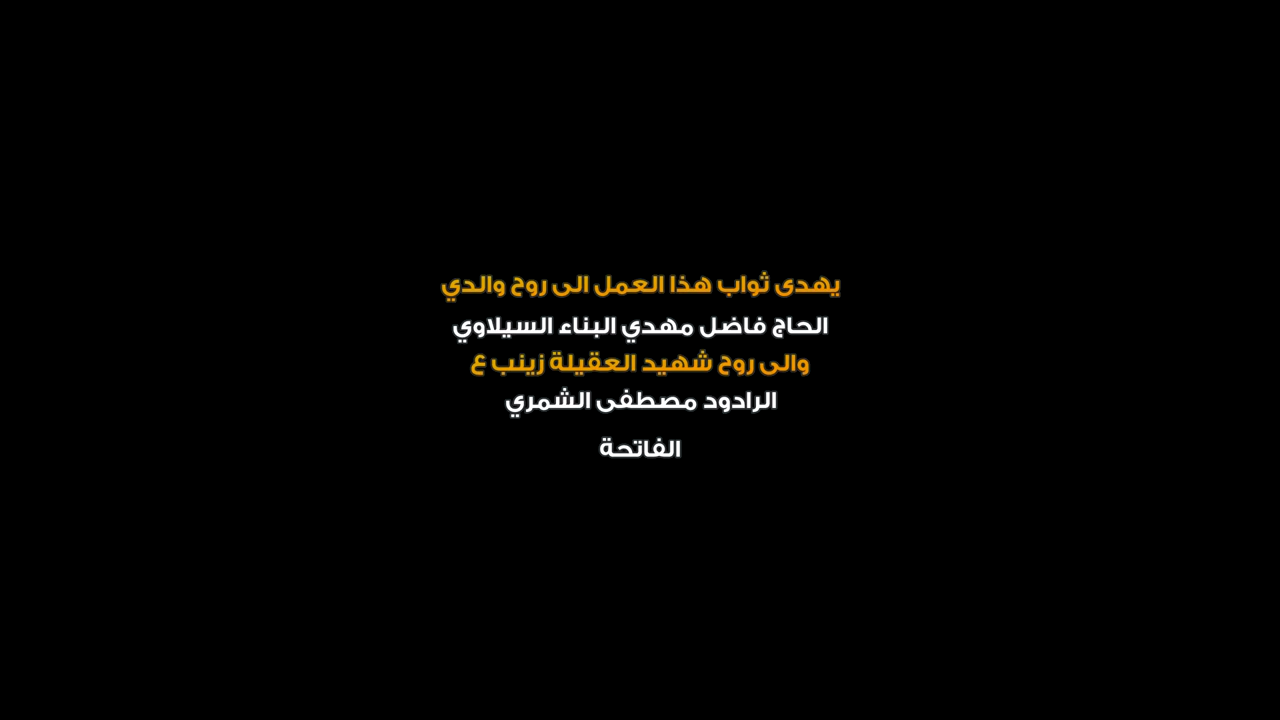 يهدى ثواب هذا العمل الى روح والدي
الحاج فاضل مهدي البناء السيلاوي
والى روح شهيد العقيلة زينب ع
الرادود مصطفى الشمري
الفاتحة